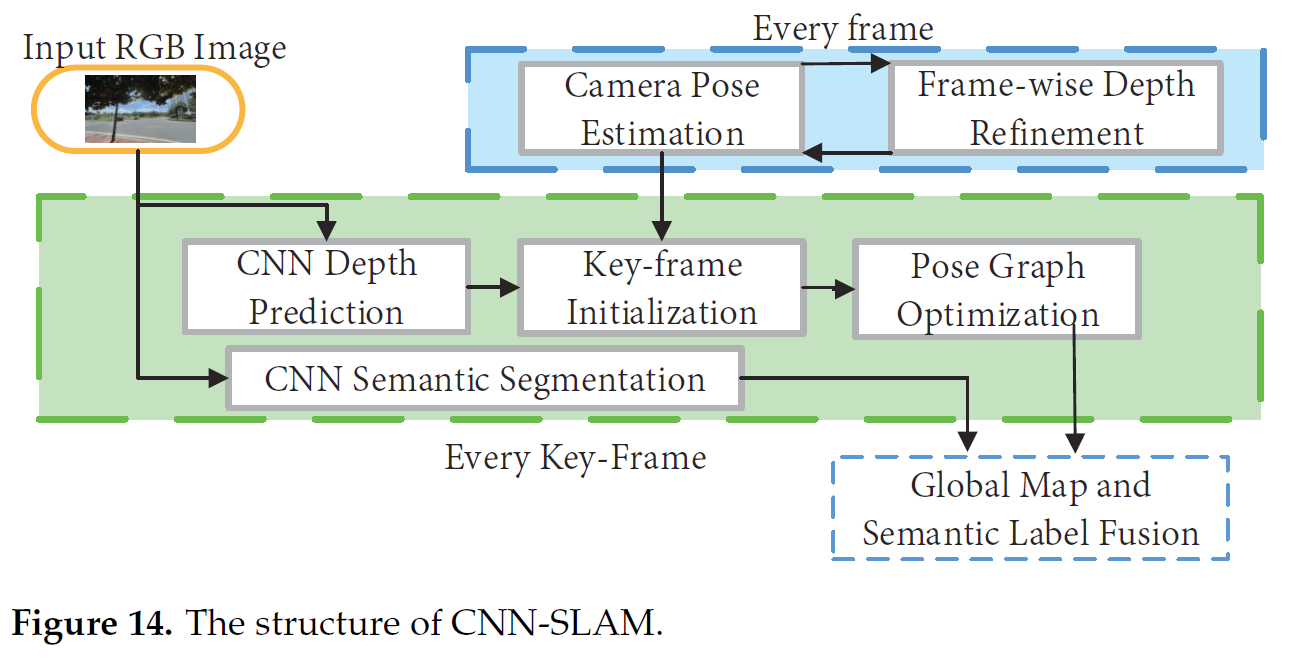 Input RGB Image
Every frame
Camera Pose
Estimation
Frame-wise Depth
Refinement
CNN Depth
Prediction
Key-frame
Initialization
Pose Graph
Optimization
CNN Semantic Segmentation
Every Key-Frame
Global Map and
Semantic Label Fusion
Figure 14. The structure of CNN-SLAM.